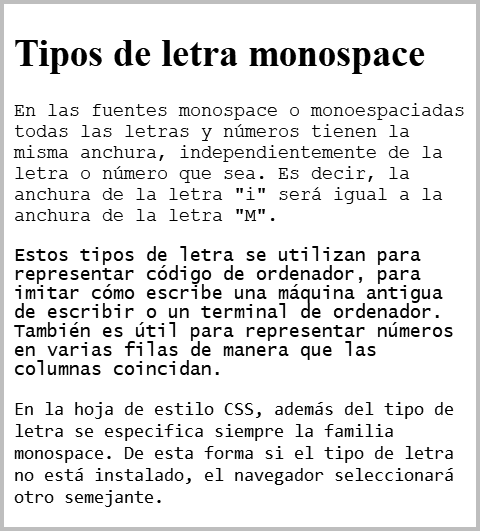 Tipos de letra monospace
En las fuentes monospace o monoespaciadas
todas las letras y números tienen la
misma anchura, independientemente de la
letra o número que sea. Es decir, la
anchura de la letra "i" será igual a la
anchura de la letra "M".
Estos tipos de letra se utilizan para
representar código de ordenador, para
imitar cómo escribe una máquina antigua
de escribir o un terminal de ordenador.
También es útil para representar números
en varias filas de manera que las
columnas coincidan.
En la hoja de estilo CSS, además del tipo de
letra se especifica siempre la familia
monospace. De esta forma si el tipo de letra
no está instalado, el navegador seleccionará
otro semejante.